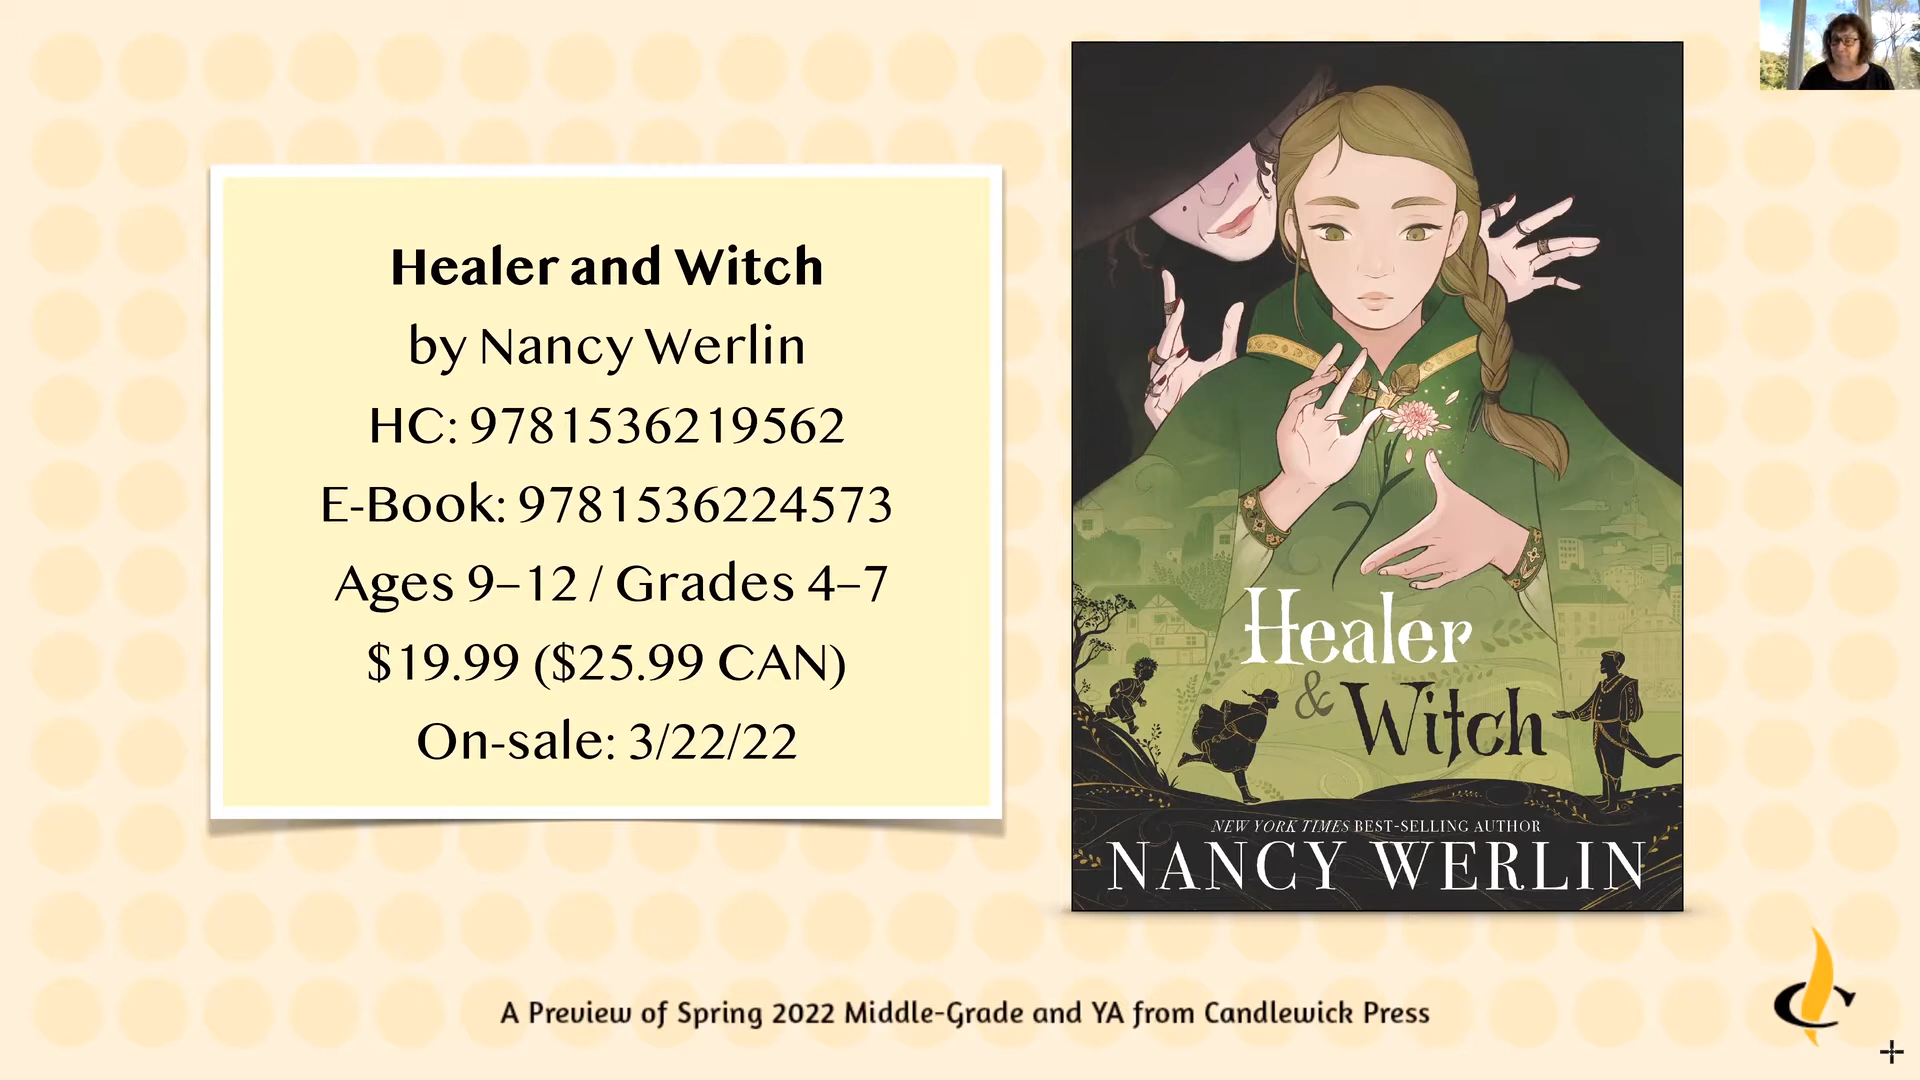 Healer and Witch
by Nancy Werlin
HC: 9781536219562
E-Book: 9781536224573
Ages 9–12 / Grades 4–7
$19.99 ($25.99 CAN)
On-sale: 3/22/22
Healer
& Witch
NEW YORK TIMES BEST-SELLING AUTHOR
NANCY WERLIN
A Preview of Spring 2022 Middle-Grade and YA from Candlewick Press